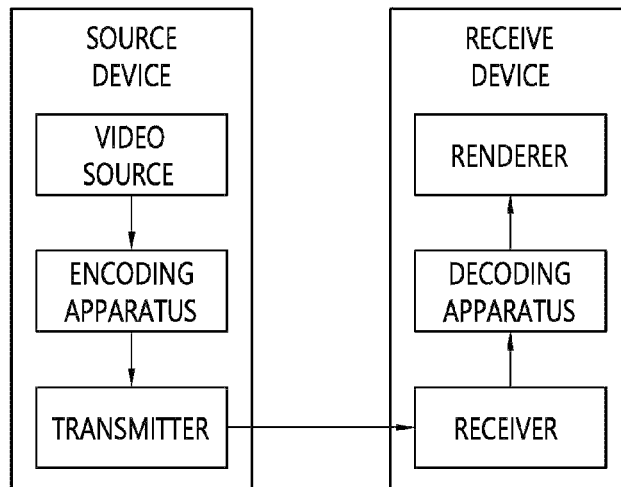 SOURCE
DEVICE
VIDEO
SOURCE
ENCODING
APPARATUS
TRANSMITTER
RECEIVE
DEVICE
RENDERER
DECODING
APPARATUS
RECEIVER